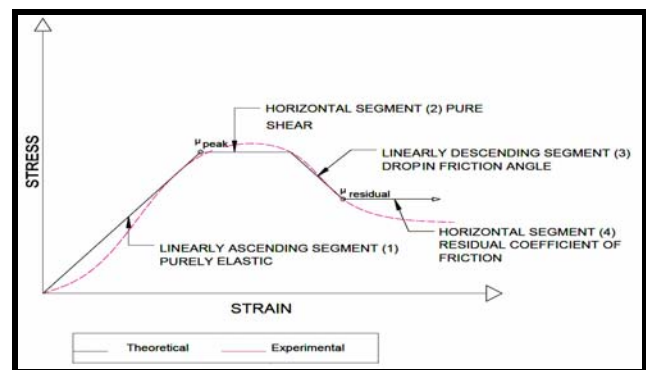 HORIZONTAL SEGMENT (2) PURE
SHEAR
μ peak
LINEARLY DESCENDING SEGMENT (3)
DROPIN FRICTION ANGLE
μ residual
STRESS
LINEARLY ASCENDING SEGMENT (1)
PURELY ELASTIC
HORIZONTAL SEGMENT (4)
RESIDUAL COEFFICIENT OF
FRICTION
STRAIN
Theoretical
Experimental